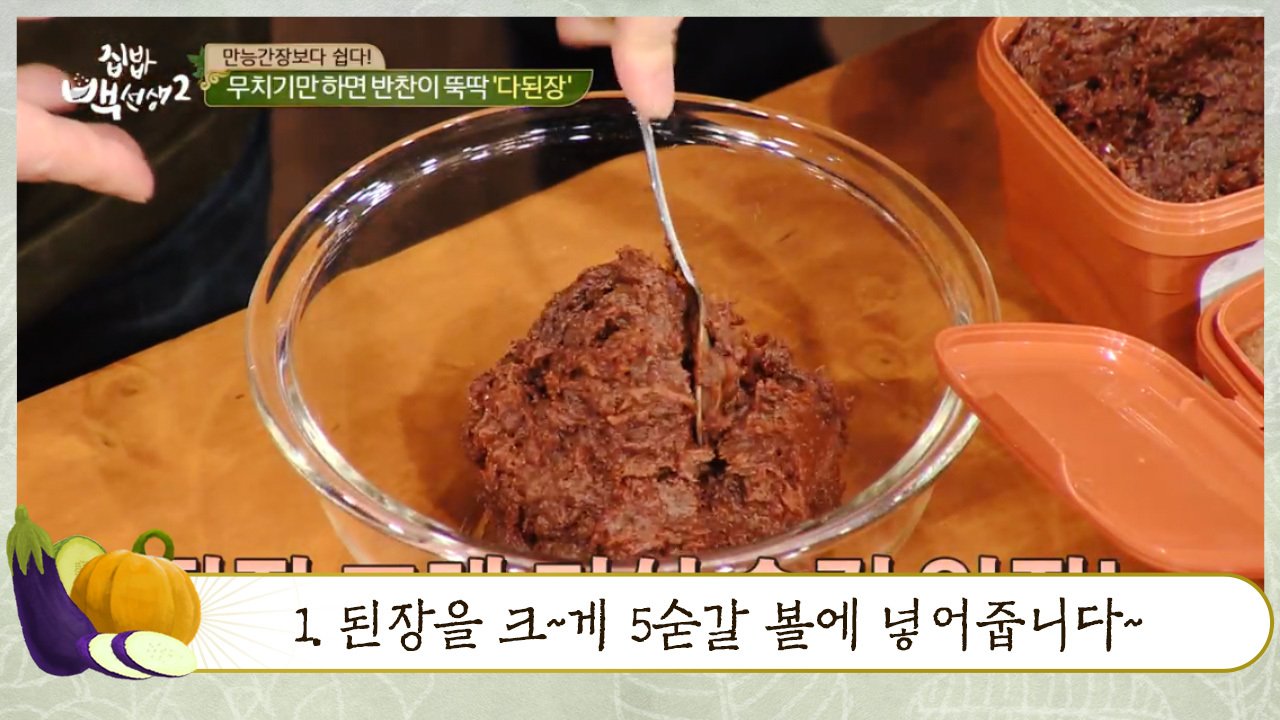 집밥
백선생2
만능간장보다 쉽다!
무치기만 하면 반찬이 뚝딱 '다된장'
1. 된장을 크~게 5숟갈 볼에 넣어줍니다~